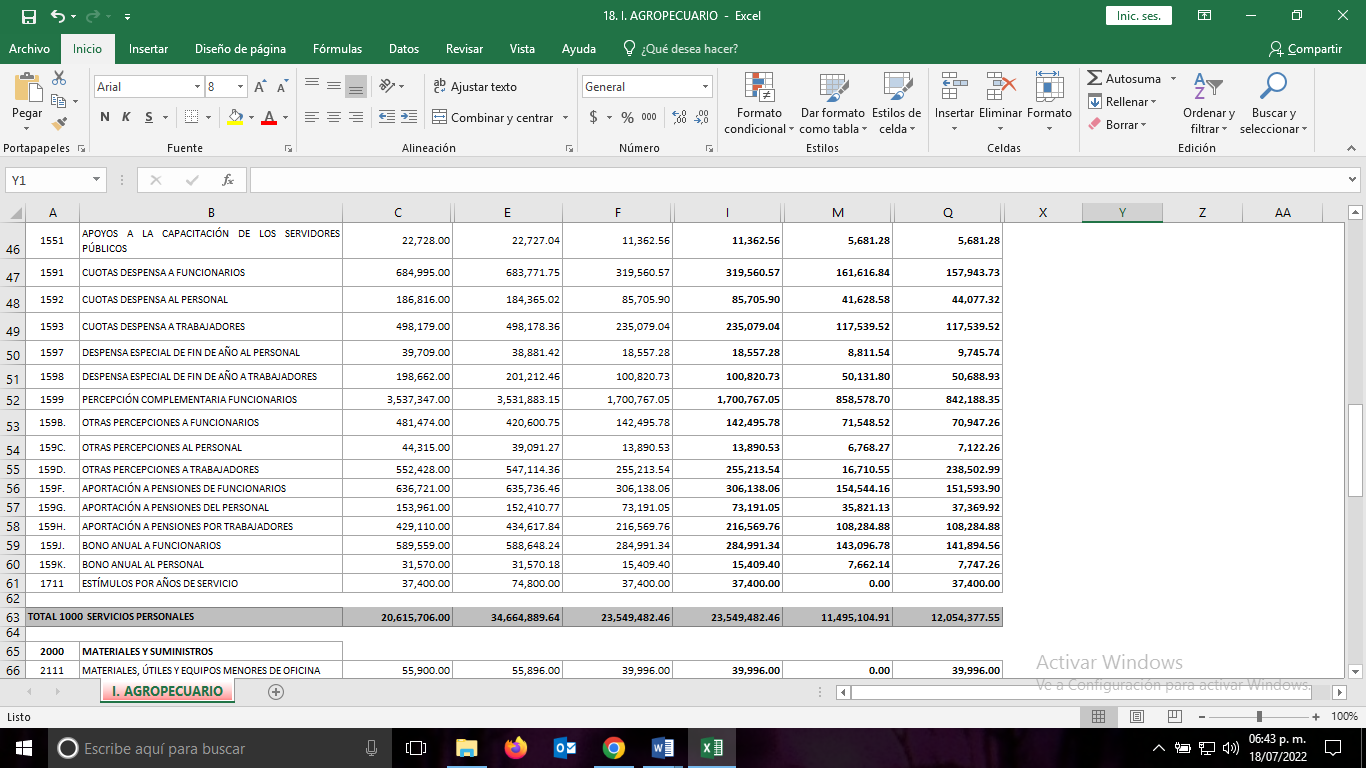 18. I. AGROPECUARIO - Excel
Inic. ses.
Archivo Inicio Insertar Diseño de página Fórmulas Datos Revisar Vista Ayuda ¿Qué desea hacer? Compartir
Pegar
Arial 8
N K S
Ajustar texto
Combinar y centrar
General
$ % 000
Formato condicional
Dar formato como tabla
Estilos de celda
Insertar Eliminar Formato
Autosuma
Rellenar
Borrar
Ordenar y filtrar
Buscar y seleccionar
Portapapeles Fuente Alineación Número Estilos Celdas Edición
Y1 fx
A B C E F I M Q X Y Z AA
46 1551 APOYOS A LA CAPACITACIÓN DE LOS SERVIDORES PÚBLICOS 22,728.00 22,727.04 11,362.56 11,362.56 5,681.28 5,681.28
47 1591 CUOTAS DESPENSA A FUNCIONARIOS 684,995.00 683,771.75 319,560.57 319,560.57 161,616.84 157,943.73
48 1592 CUOTAS DESPENSA AL PERSONAL 186,816.00 184,365.02 85,705.90 85,705.90 41,628.58 44,077.32
49 1593 CUOTAS DESPENSA A TRABAJADORES 498,179.00 498,178.36 235,079.04 235,079.04 117,539.52 117,539.52
50 1597 DESPENSA ESPECIAL DE FIN DE AÑO AL PERSONAL 39,709.00 38,881.42 18,557.28 18,557.28 8,811.54 9,745.74
51 1598 DESPENSA ESPECIAL DE FIN DE AÑO A TRABAJADORES 198,662.00 201,212.46 100,820.73 100,820.73 50,131.80 50,688.93
52 1599 PERCEPCIÓN COMPLEMENTARIA FUNCIONARIOS 3,537,347.00 3,531,883.15 1,700,767.05 1,700,767.05 858,578.70 842,188.35
53 159B. OTRAS PERCEPCIONES A FUNCIONARIOS 481,474.00 420,600.75 142,495.78 142,495.78 71,548.52 70,947.26
54 159C. OTRAS PERCEPCIONES AL PERSONAL 44,315.00 39,091.27 13,890.53 13,890.53 6,768.27 7,122.26
55 159D. OTRAS PERCEPCIONES A TRABAJADORES 552,428.00 547,114.36 255,213.54 255,213.54 16,710.55 238,502.99
56 159F. APORTACIÓN A PENSIONES DE FUNCIONARIOS 636,721.00 635,736.46 306,138.06 306,138.06 154,544.16 151,593.90
57 159G. APORTACIÓN A PENSIONES DEL PERSONAL 153,961.00 152,410.77 73,191.05 73,191.05 35,821.13 37,369.92
58 159H. APORTACIÓN A PENSIONES POR TRABAJADORES 429,110.00 434,617.84 216,569.76 216,569.76 108,284.88 108,284.88
59 159J. BONO ANUAL A FUNCIONARIOS 589,559.00 588,648.24 284,991.34 284,991.34 143,096.78 141,894.56
60 159K. BONO ANUAL AL PERSONAL 31,570.00 31,570.18 15,409.40 15,409.40 7,662.14 7,747.26
61 1711 ESTÍMULOS POR AÑOS DE SERVICIO 37,400.00 74,800.00 37,400.00 37,400.00 0.00 37,400.00
62
63 TOTAL 1000 SERVICIOS PERSONALES 20,615,706.00 34,664,889.64 23,549,482.46 23,549,482.46 11,495,104.91 12,054,377.55
64
65 2000 MATERIALES Y SUMINISTROS
66 2111 MATERIALES, ÚTILES Y EQUIPOS MENORES DE OFICINA 55,900.00 55,896.00 39,996.00 39,996.00 0.00 39,996.00
Activar Windows
Ve a Configuración para activar Windows.
I. AGROPECUARIO
Listo 100%
Escribe aquí para buscar
06:43 p. m.
18/07/2022